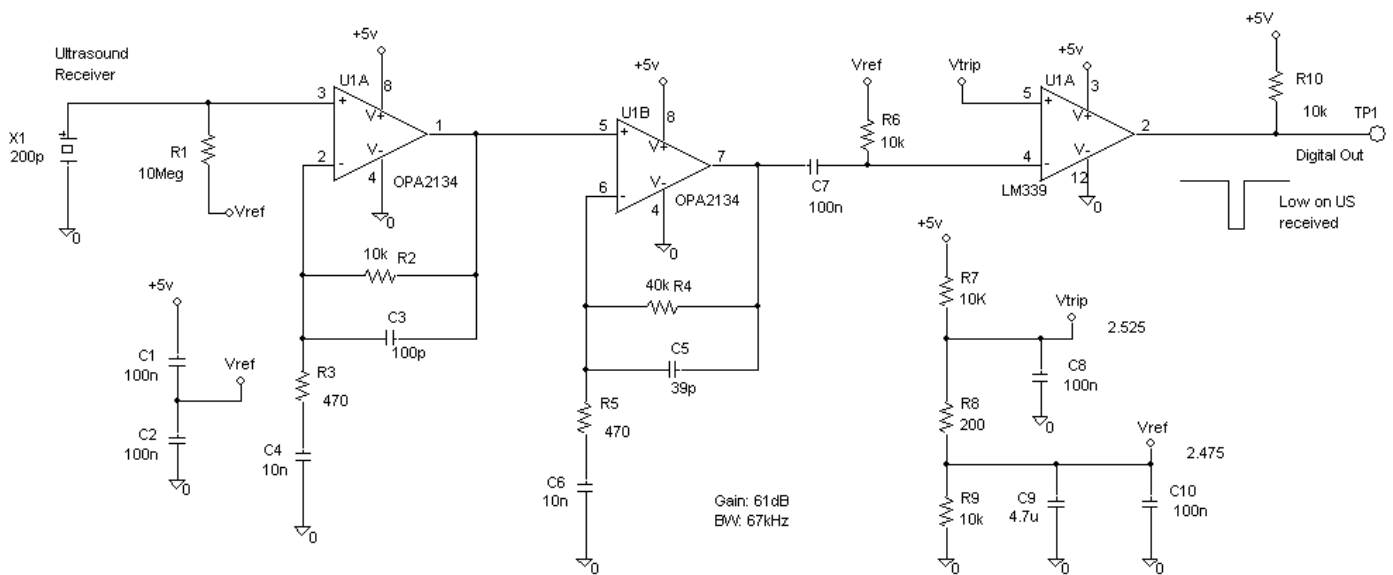 Ultrasound
Receiver
X1
200p
R1
10Meg
Vref
0
+5v
U1A
8
3
+
V+
1
2
-
V-
4
OPA2134
0
10k R2
C3
100p
R3
470
C4
10n
0
+5v
C1
100n
Vref
C2
100n
0
+5v
U1B
8
5
+
V+
7
6
-
V-
4
OPA2134
0
40k R4
C5
39p
R5
470
C6
10n
0
C7
100n
Vref
R6
10k
Vtrip
+5v
U1A
3
5
+
V+
2
4
-
V-
12
LM339
0
+5V
R10
10k
TP1
Digital Out
Low on US
received
+5v
R7
10K
Vtrip
2.525
C8
100n
0
R8
200
Vref
2.475
R9
10k
0
C9
4.7u
0
C10
100n
0
Gain: 61dB
BW: 67kHz